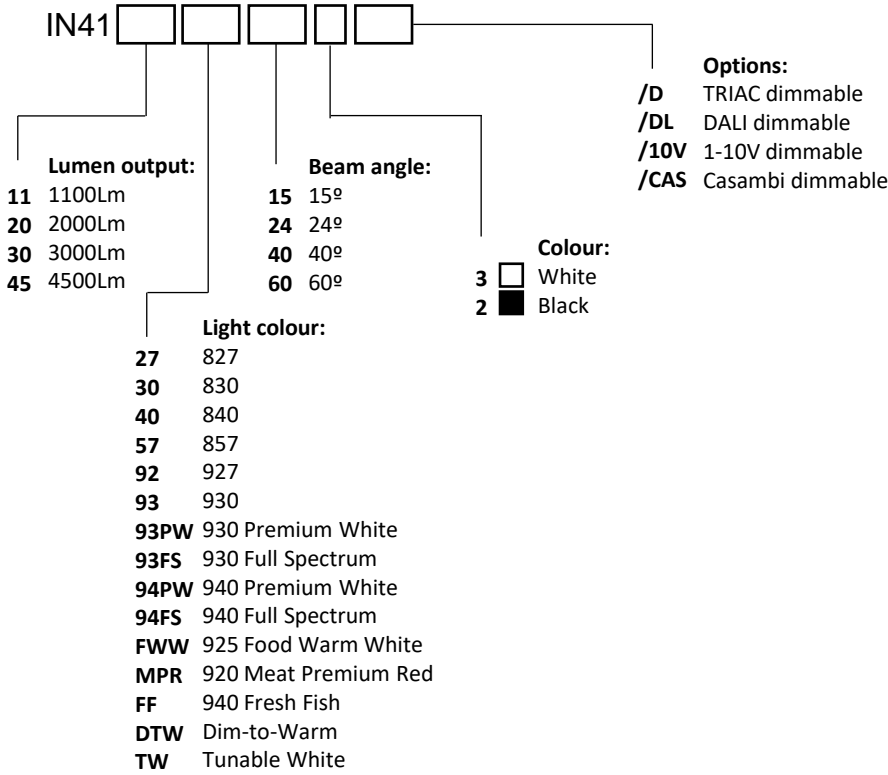 IN41
Options:
/D TRIAC dimmable
/DL DALI dimmable
/10V 1-10V dimmable
/CAS Casambi dimmable
Lumen output:
11 1100Lm
20 2000Lm
30 3000Lm
45 4500Lm
Beam angle:
15 15º
24 24º
40 40º
60 60º
Colour:
3 White
2 Black
Light colour:
27 827
30 830
40 840
57 857
92 927
93 930
93PW 930 Premium White
93FS 930 Full Spectrum
94PW 940 Premium White
94FS 940 Full Spectrum
FWW 925 Food Warm White
MPR 920 Meat Premium Red
FF 940 Fresh Fish
DTW Dim-to-Warm
TW Tunable White